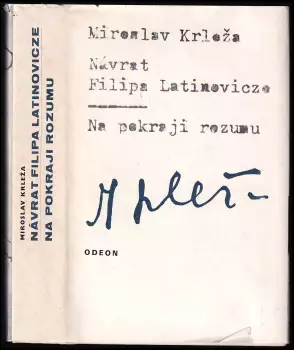 MIROSLAV KRLEŽA
NÁVRAT FILIPA LATINOVICZE
NA POKRAJI ROZUMU
Miroslav Krleža
Návrat
Filipa Latinovicze
Na pokraji rozumu
ODEON